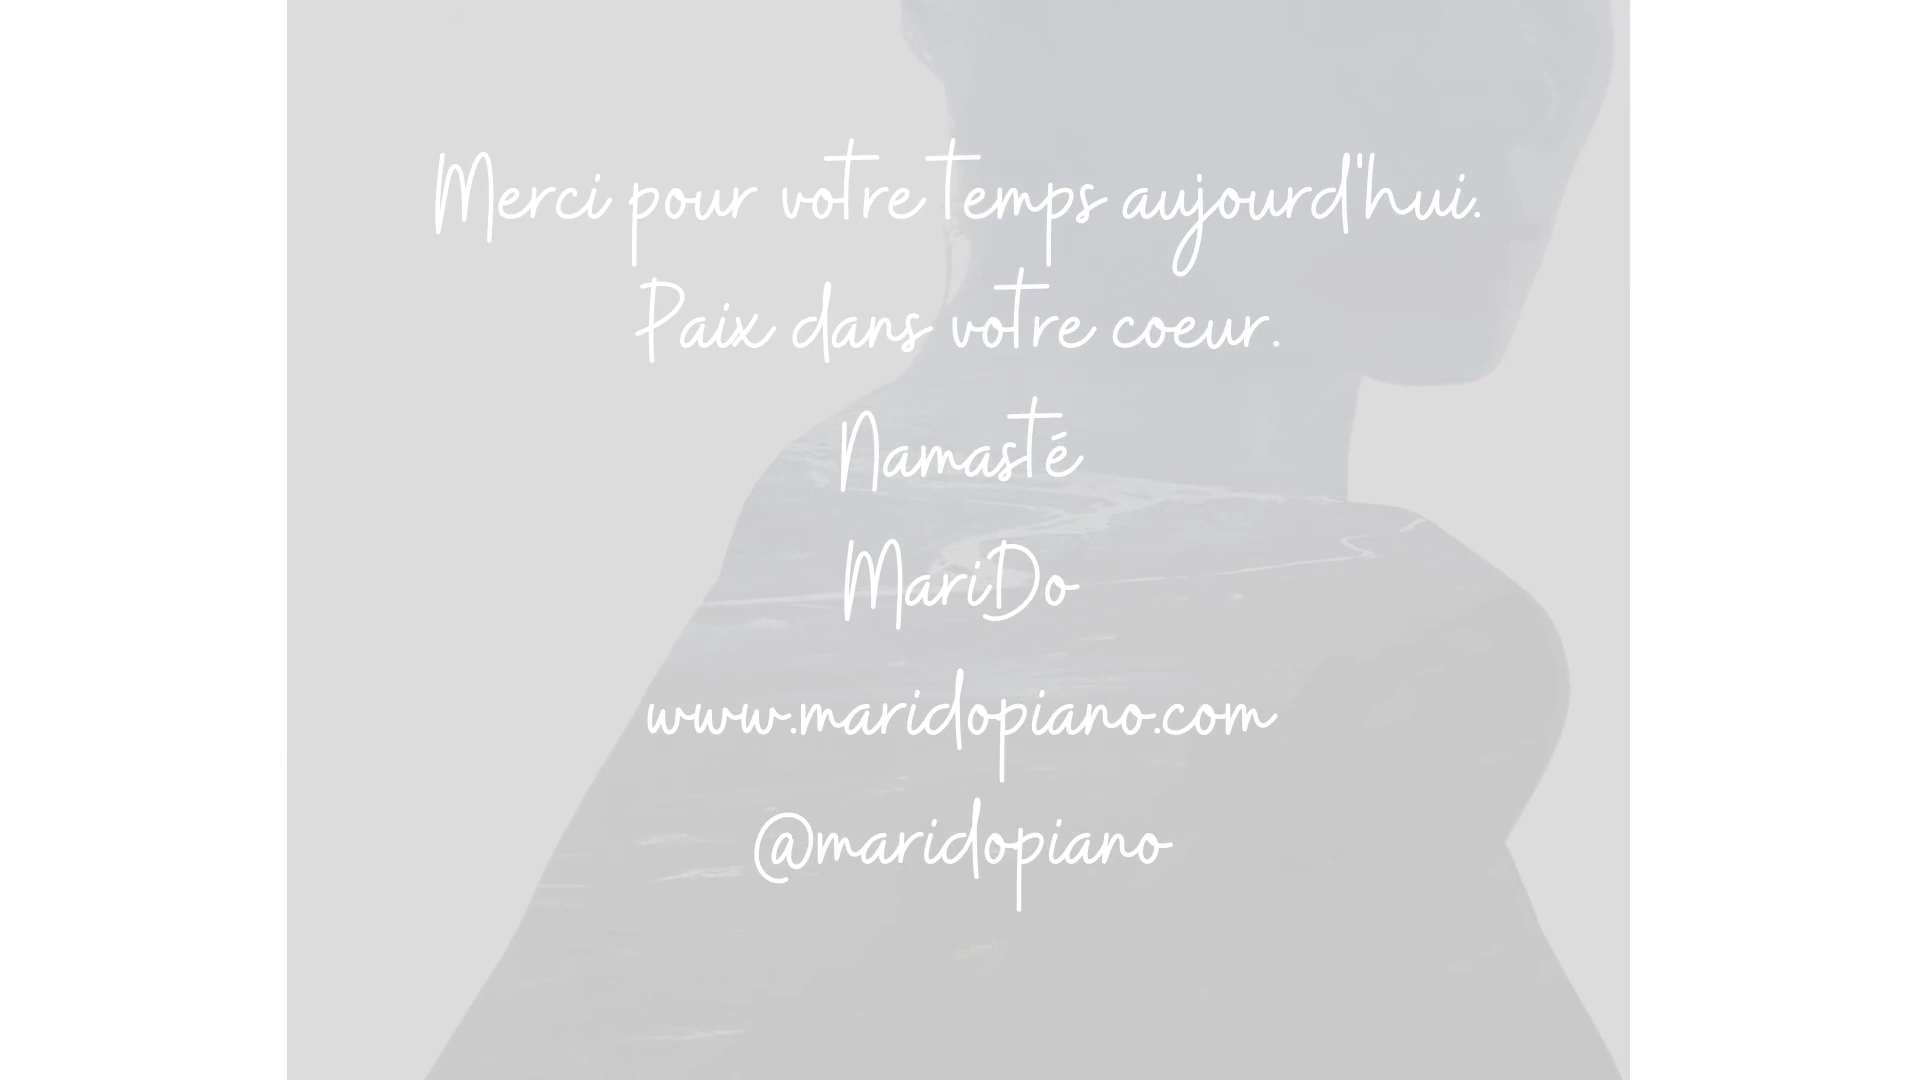 Merci pour votre temps aujourd'hui.
Paix dans votre coeur.
Namasté
MariDo
www.maridopiano.com
@maridopiano